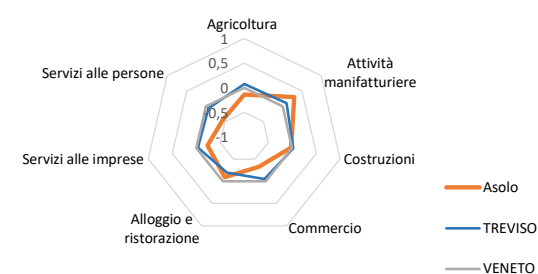 Agricoltura
1
0,5
0
0,5
-1
Attività
manifatturiere
Costruzioni
Commercio
Alloggio e
ristorazione
Servizi alle imprese
Servizi alle persone
Asolo
TREVISO
VENETO